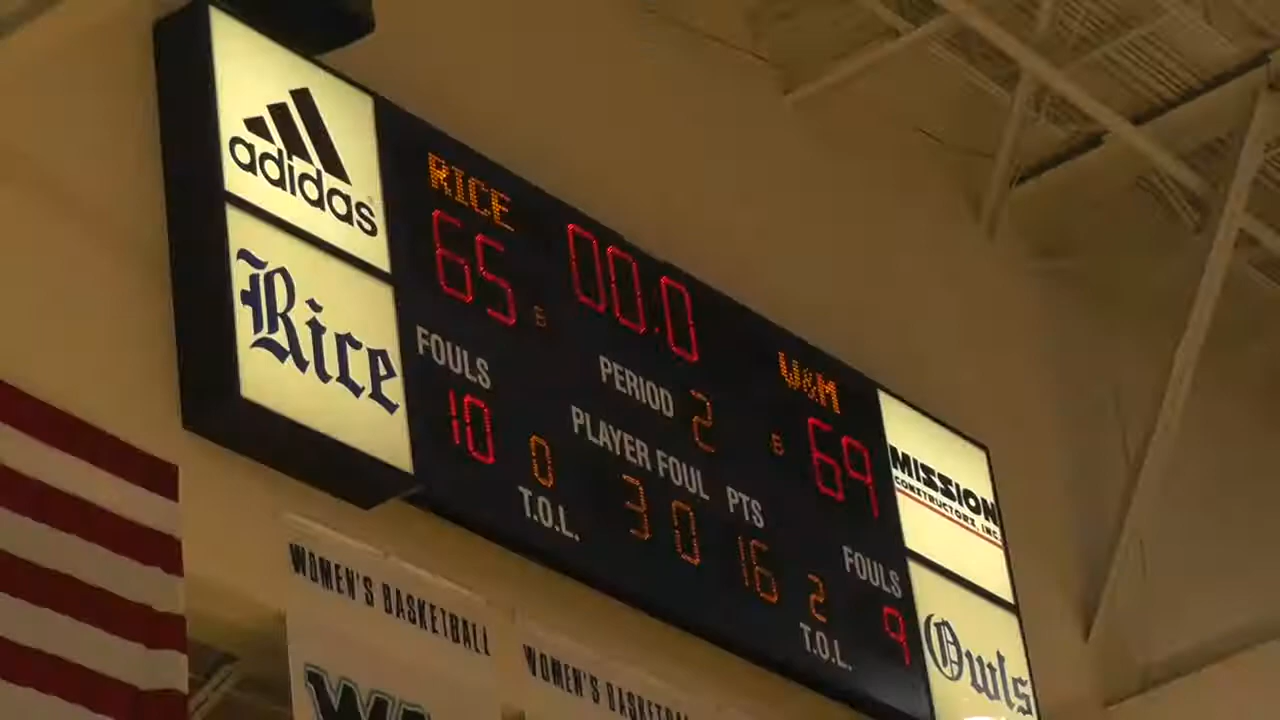 adidas
Rice
RICE
65
00.0
B
FOULS
10
PERIOD 2
U&M
B
69
PLAYER FOUL PTS
3 0 16
0
T.O.L.
2
T.O.L.
FOULS
9
MISSION
CONSTRUCTORS, INC.
Owls
WOMEN'S BASKETBALL
WOMEN'S BASKETBALL